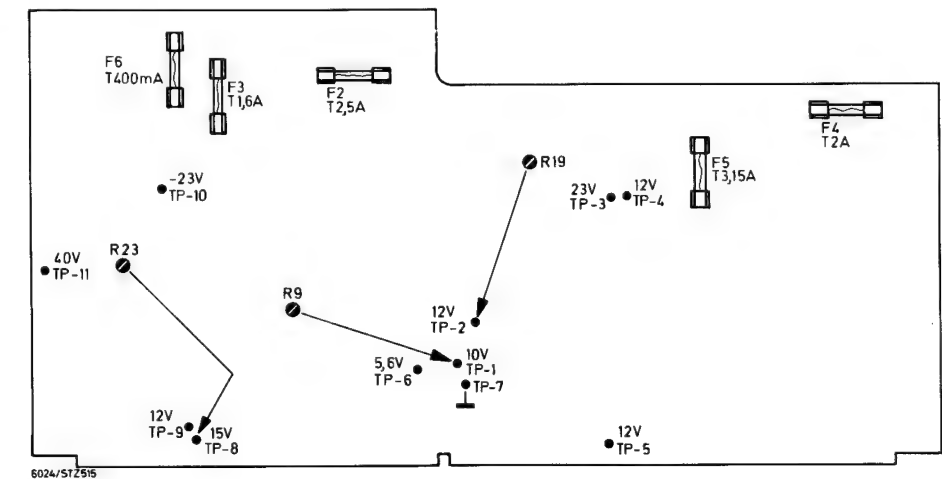 F6
T400mA
F3
T1,6A
F2
T2,5A
F4
T2A
F5
T3,15A
R19
-23V
TP-10
23V
TP-3
12V
TP-4
R23
40V
TP-11
R9
12V
TP-2
10V
TP-1
5,6V
TP-6
TP-7
12V
TP-9
15V
TP-8
12V
TP-5
6024/STZ515